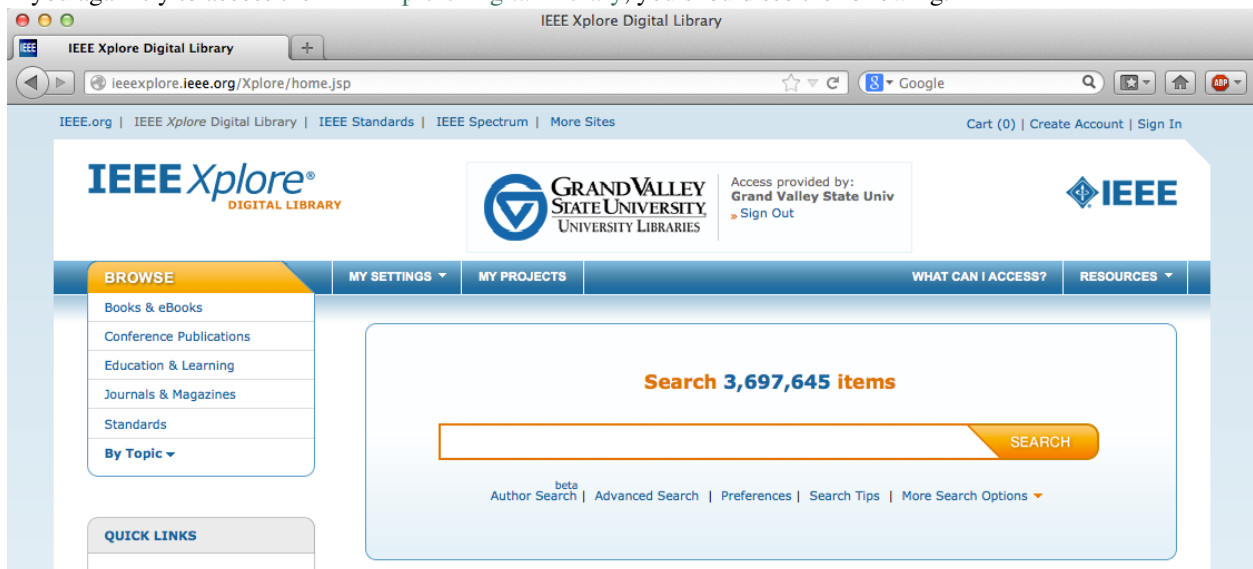 IEEE Xplore Digital Library
IEEE IEEE Xplore Digital Library +
ieeexplore.ieee.org/Xplore/home.jsp Google ABP
IEEE.org | IEEE Xplore Digital Library | IEEE Standards | IEEE Spectrum | More Sites Cart (0) | Create Account | Sign In
IEEE Xplore®
DIGITAL LIBRARY
GRAND VALLEY
STATE UNIVERSITY
UNIVERSITY LIBRARIES
Access provided by:
Grand Valley State Univ
» Sign Out
IEEE
BROWSE MY SETTINGS MY PROJECTS WHAT CAN I ACCESS? RESOURCES
Books & eBooks
Conference Publications
Education & Learning
Journals & Magazines
Standards
By Topic
Search 3,697,645 items
SEARCH
beta
Author Search | Advanced Search | Preferences | Search Tips | More Search Options
QUICK LINKS